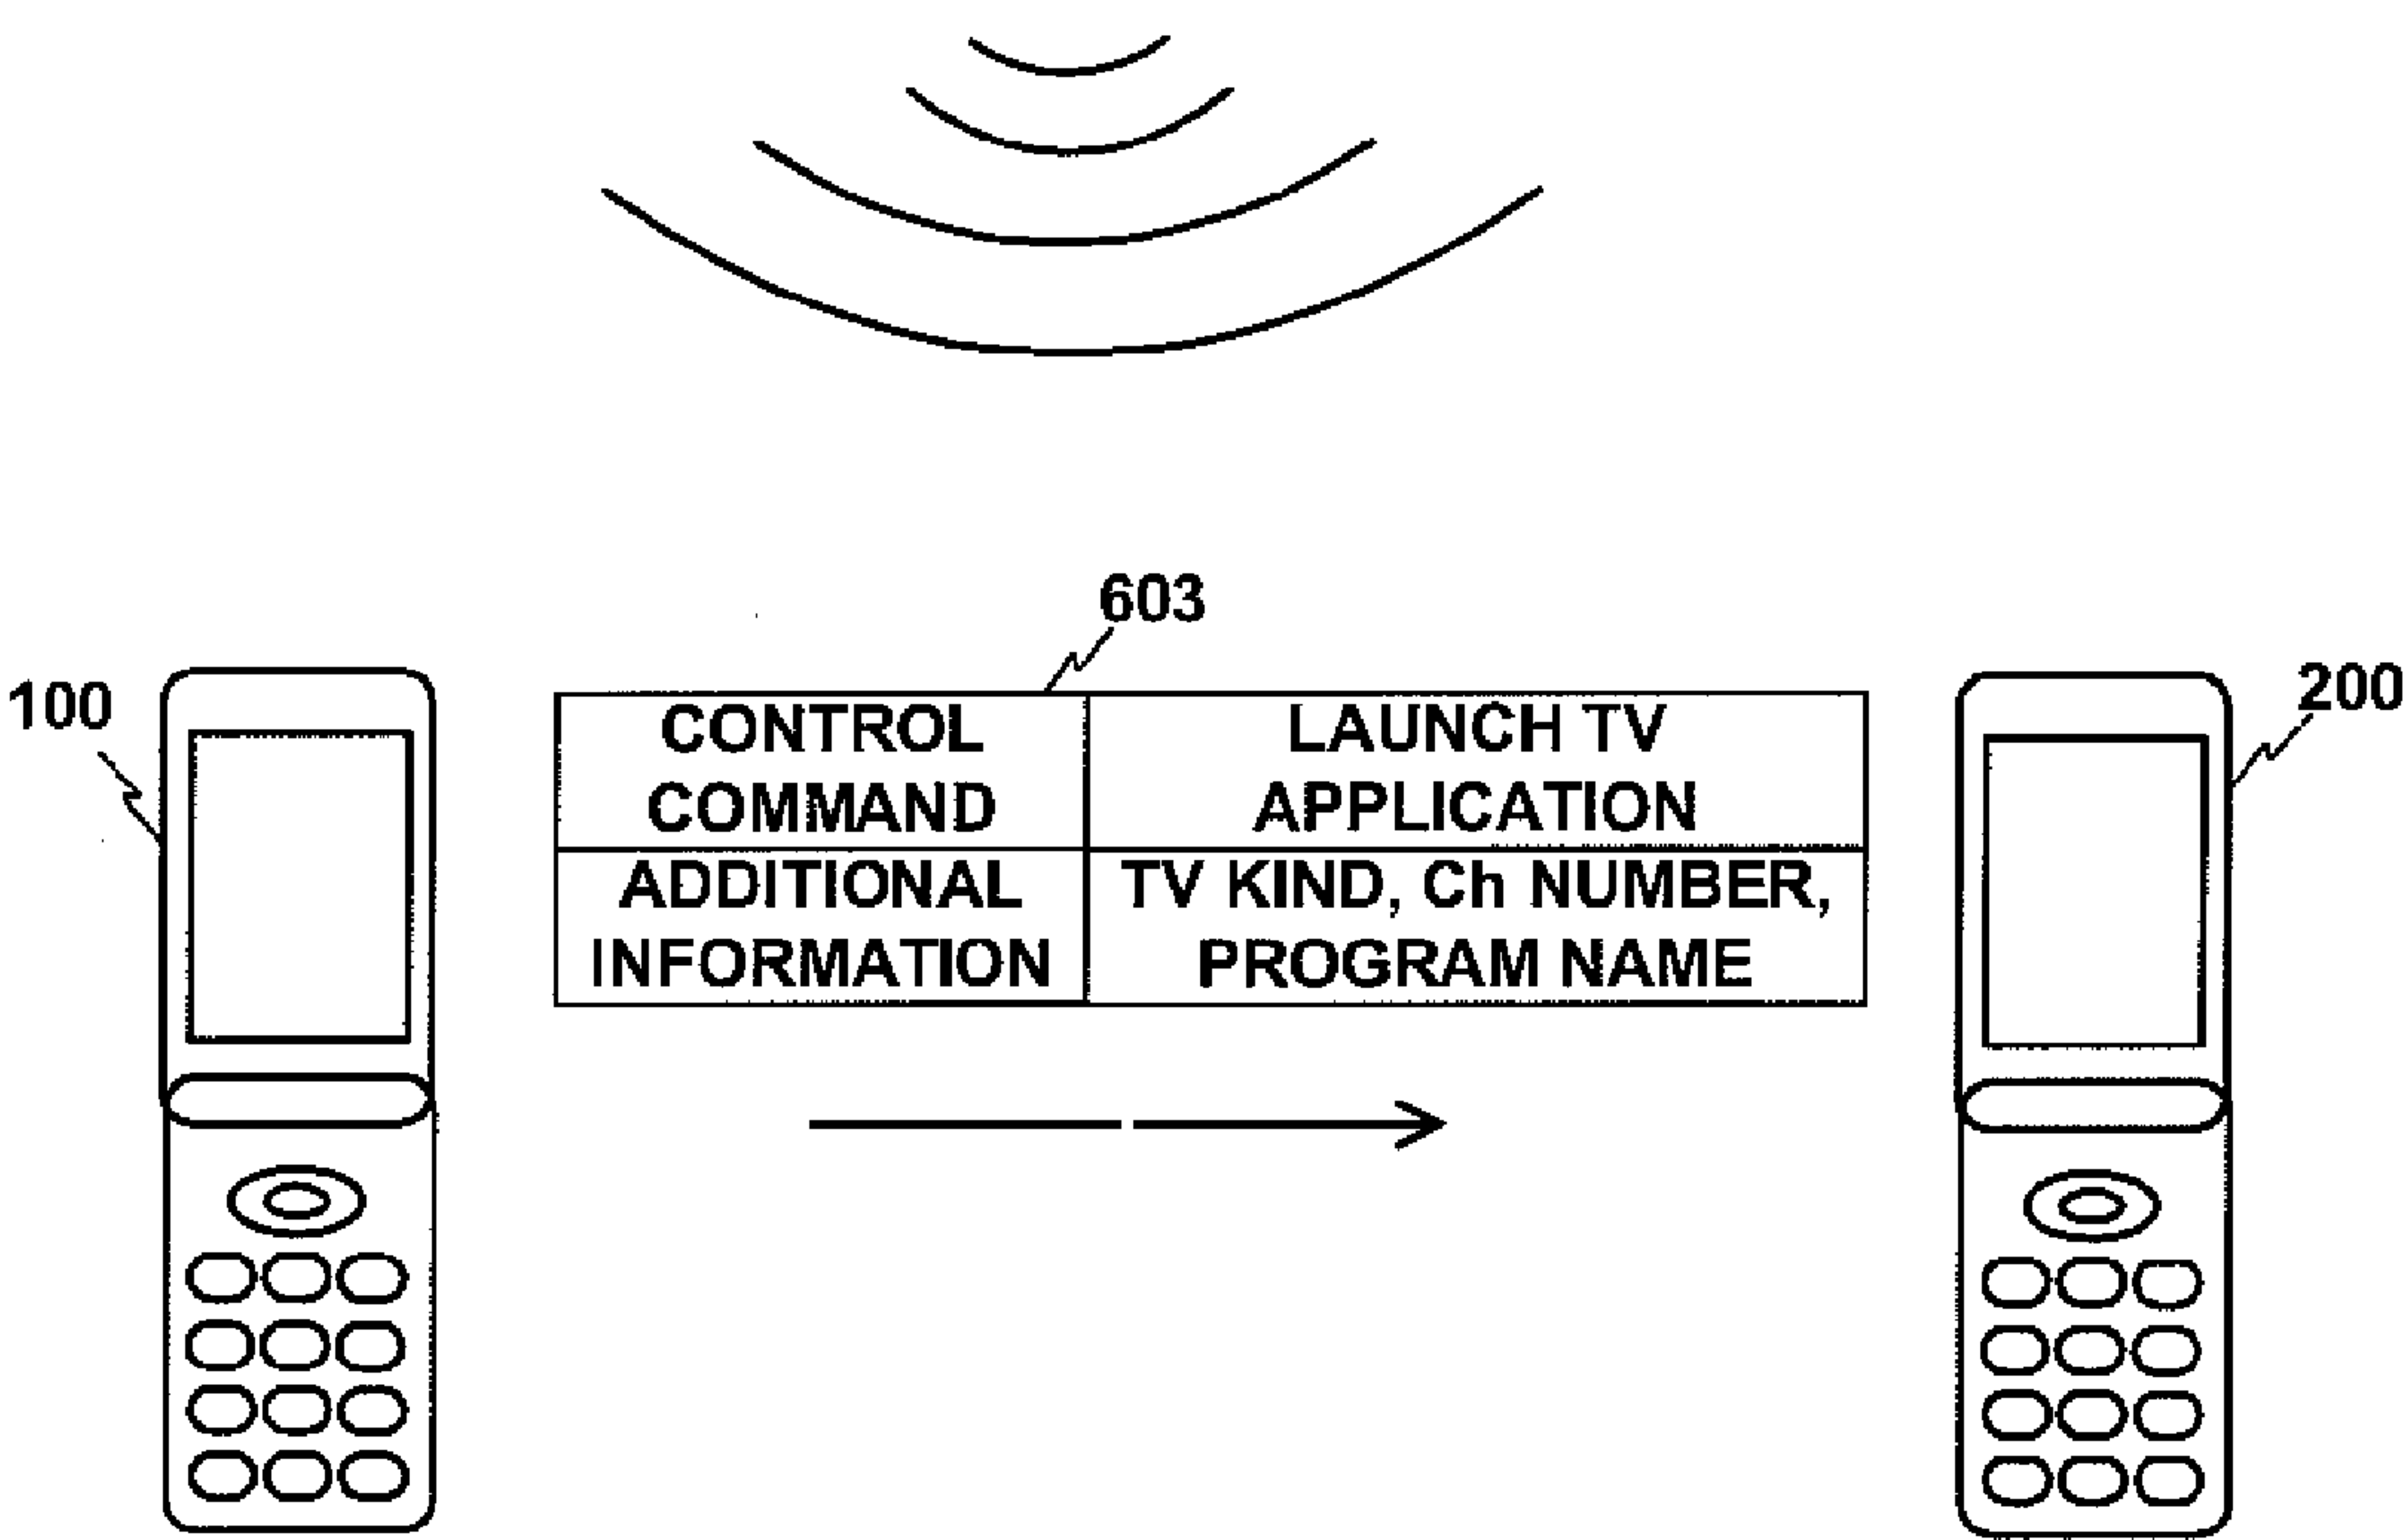 603
100
200
CONTROL
COMMAND
LAUNCH TV
APPLICATION
ADDITIONAL
INFORMATION
TV KIND, Ch NUMBER,
PROGRAM NAME